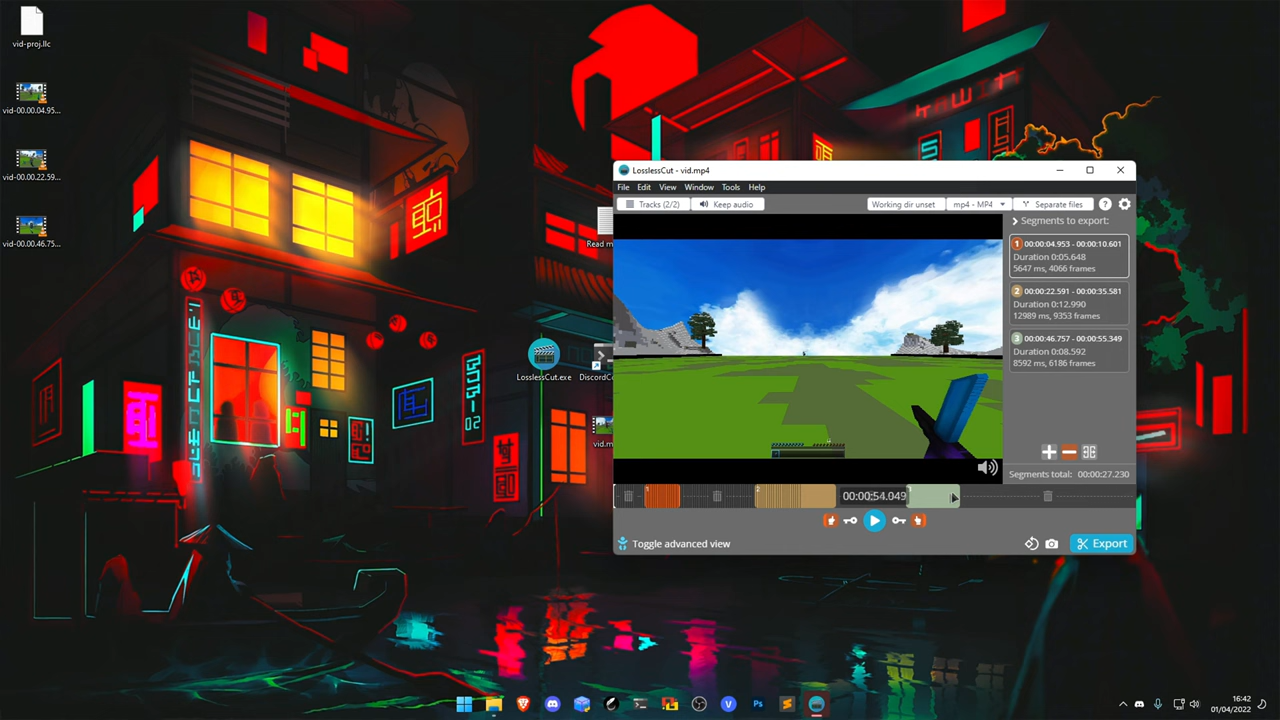 vid-proj.llc
vid-00.00.04.95...
vid-00.00.22.59...
vid-00.00.46.75...
Read m
LosslessCut.exe
DiscordCo
vid.m
LosslessCut - vid.mp4
File Edit View Window Tools Help
Tracks (2/2) Keep audio Working dir unset mp4 - MP4 Separate files ?
Segments to export:
1 00:00:04.953 - 00:00:10.601
Duration 0:05.648
5647 ms, 4066 frames
2 00:00:22.591 - 00:00:35.581
Duration 0:12.990
12989 ms, 9353 frames
3 00:00:46.757 - 00:00:55.349
Duration 0:08.592
8592 ms, 6186 frames
Segments total: 00:00:27.230
1 2 00:00:54.049
Toggle advanced view
Export
16:42
01/04/2022